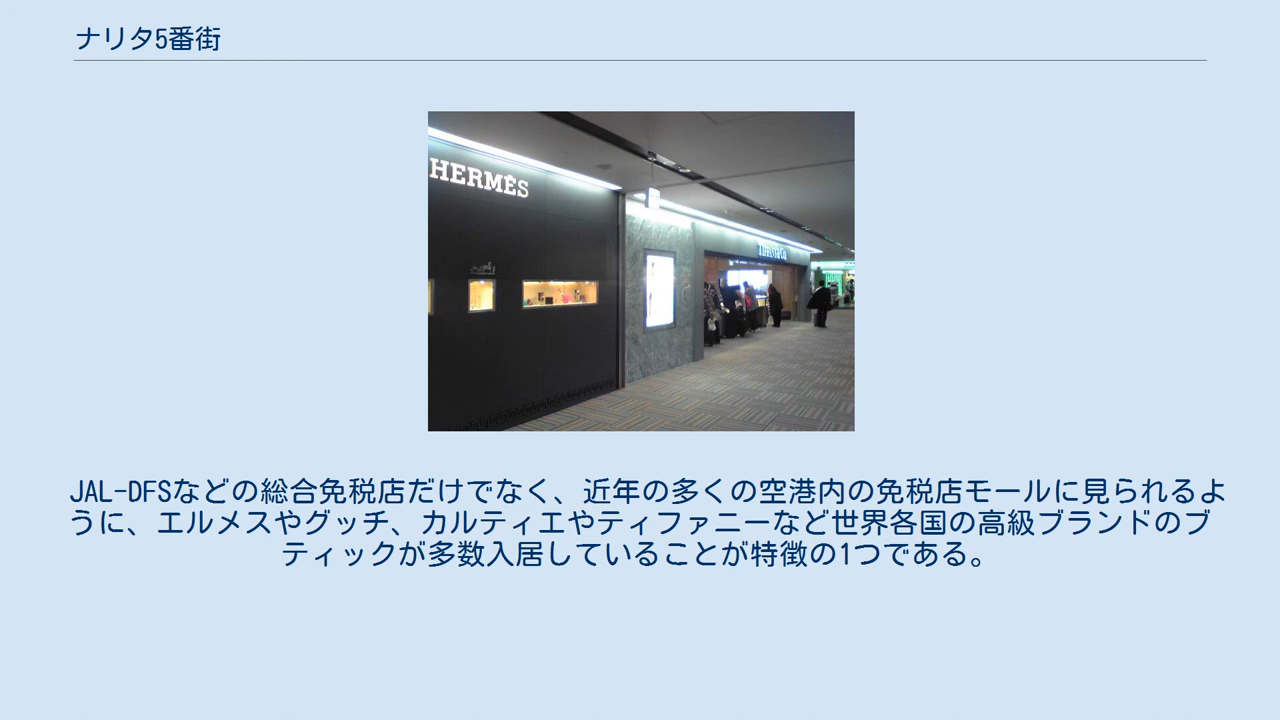 ナリタ5番街
HERMÈS
TIFFANY & CO.
JAL-DFSなどの総合免税店だけでなく、近年の多くの空港内の免税店モールに見られるよ
うに、エルメスやグッチ、カルティエやティファニーなど世界各国の高級ブランドのブ
ティックが多数入居していることが特徴の1つである。